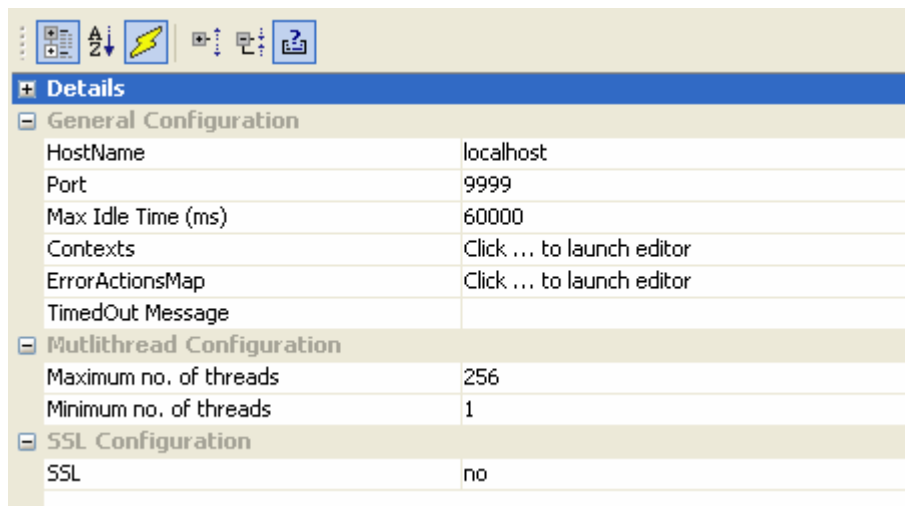 Details
General Configuration
HostName localhost
Port 9999
Max Idle Time (ms) 60000
Contexts Click ... to launch editor
ErrorActionsMap Click ... to launch editor
TimedOut Message
Mutlithread Configuration
Maximum no. of threads 256
Minimum no. of threads 1
SSL Configuration
SSL no